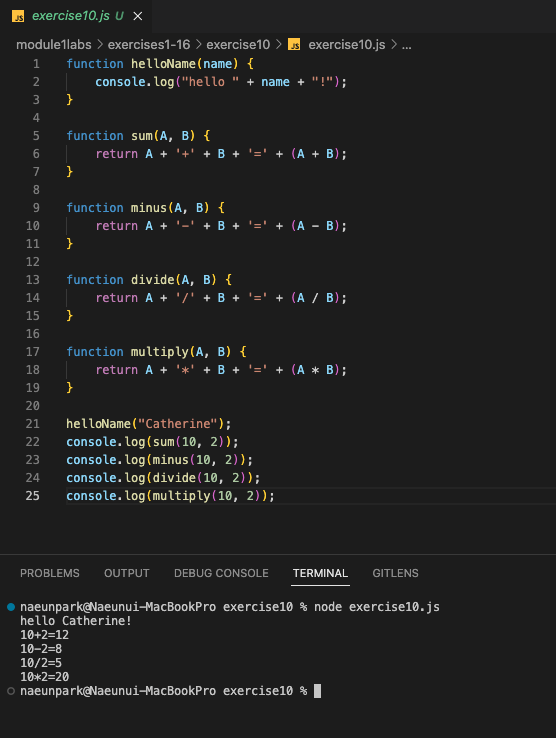 JS exercise10.js U ×
module1labs > exercises1-16 > exercise10 > JS exercise10.js > ...
1 function helloName(name) {
2     console.log("hello " + name + "!");
3 }
4
5 function sum(A, B) {
6     return A + '+' + B + '=' + (A + B);
7 }
8
9 function minus(A, B) {
10     return A + '-' + B + '=' + (A - B);
11 }
12
13 function divide(A, B) {
14     return A + '/' + B + '=' + (A / B);
15 }
16
17 function multiply(A, B) {
18     return A + '*' + B + '=' + (A * B);
19 }
20
21 helloName("Catherine");
22 console.log(sum(10, 2));
23 console.log(minus(10, 2));
24 console.log(divide(10, 2));
25 console.log(multiply(10, 2));
PROBLEMS OUTPUT DEBUG CONSOLE TERMINAL GITLENS
naeunpark@Naeunui-MacBookPro exercise10 % node exercise10.js
hello Catherine!
10+2=12
10-2=8
10/2=5
10*2=20
naeunpark@Naeunui-MacBookPro exercise10 %